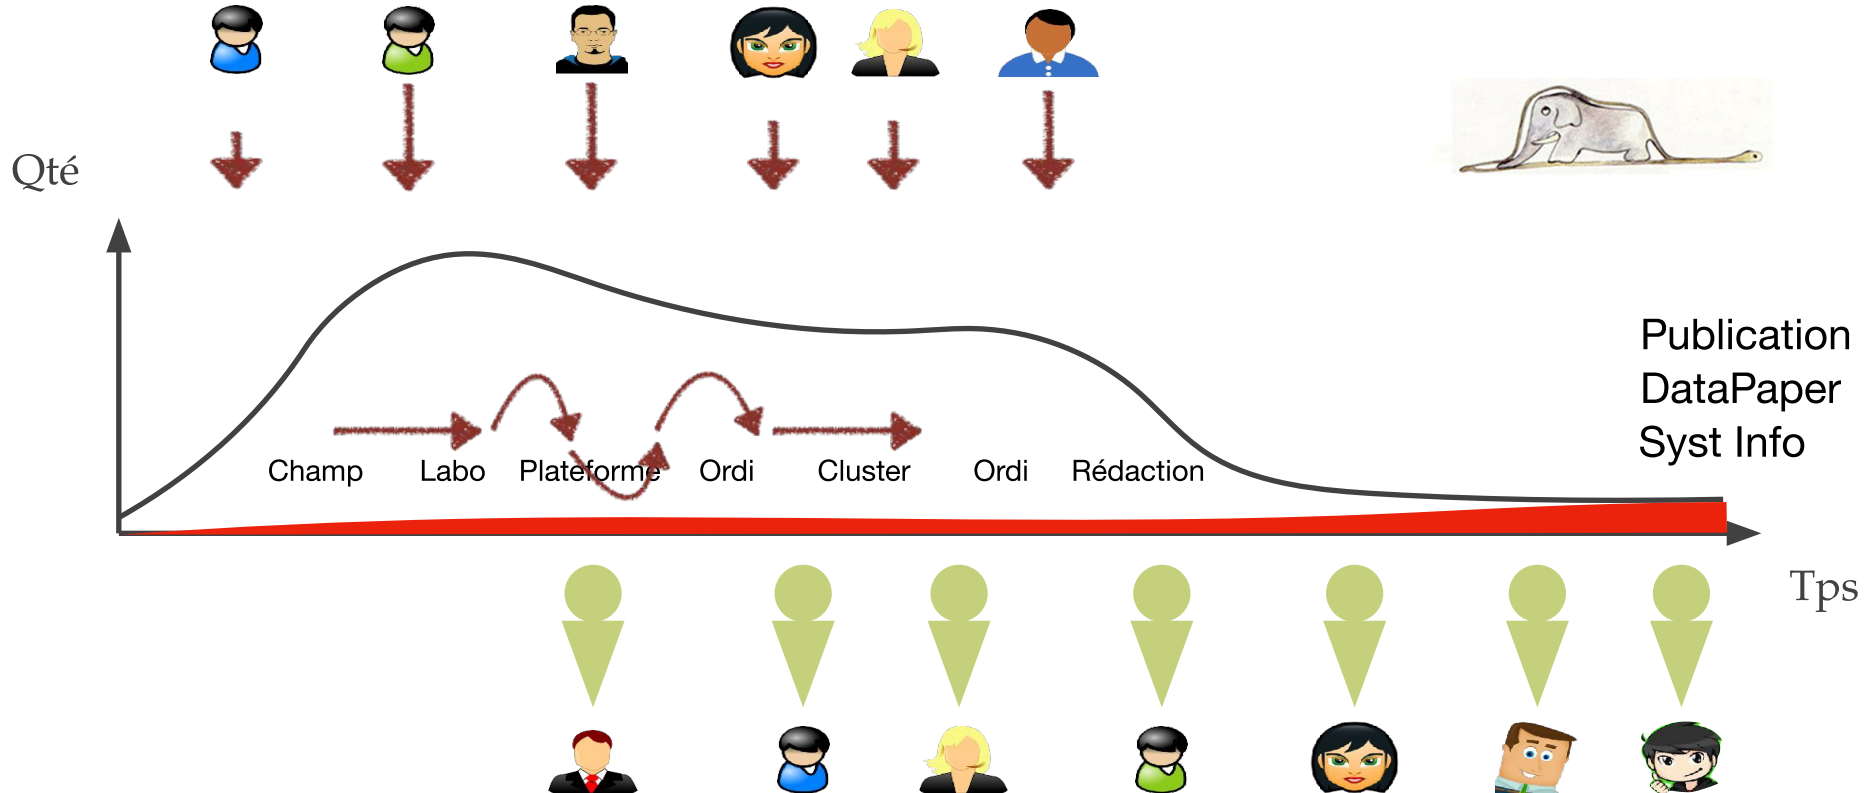 Qté
Publication
DataPaper
Syst Info
Champ Labo Plateforme Ordi Cluster Ordi Rédaction
Tps